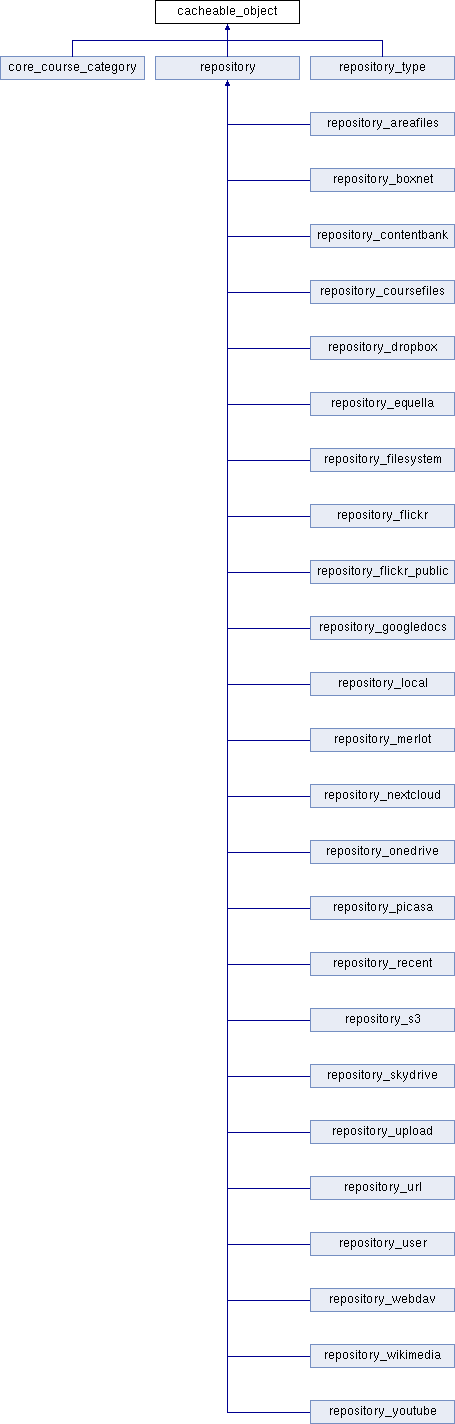 cacheable_object
core_course_category repository repository_type
repository_areafiles
repository_boxnet
repository_contentbank
repository_coursefiles
repository_dropbox
repository_equella
repository_filesystem
repository_flickr
repository_flickr_public
repository_googledocs
repository_local
repository_merlot
repository_nextcloud
repository_onedrive
repository_picasa
repository_recent
repository_s3
repository_skydrive
repository_upload
repository_url
repository_user
repository_webdav
repository_wikimedia
repository_youtube